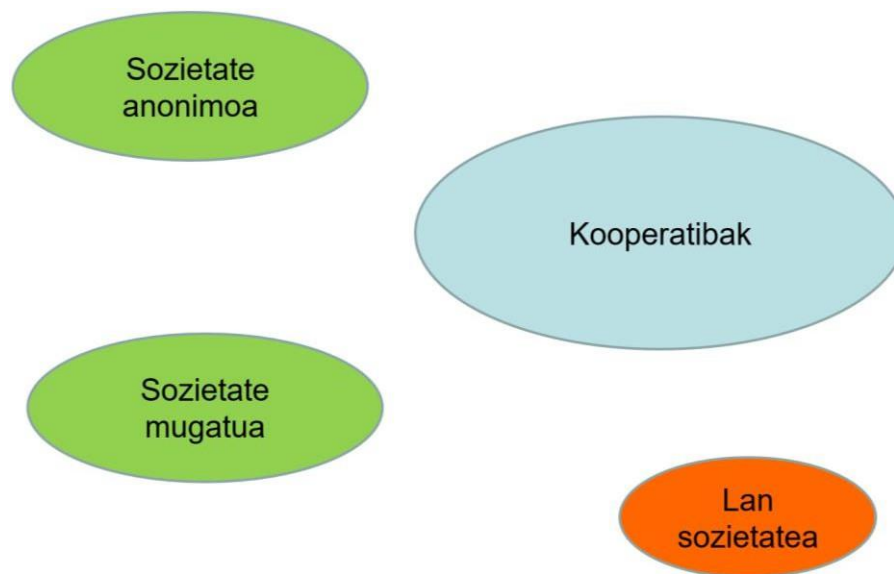 Sozietate
anonimoa
Kooperatibak
Sozietate
mugatua
Lan
sozietatea